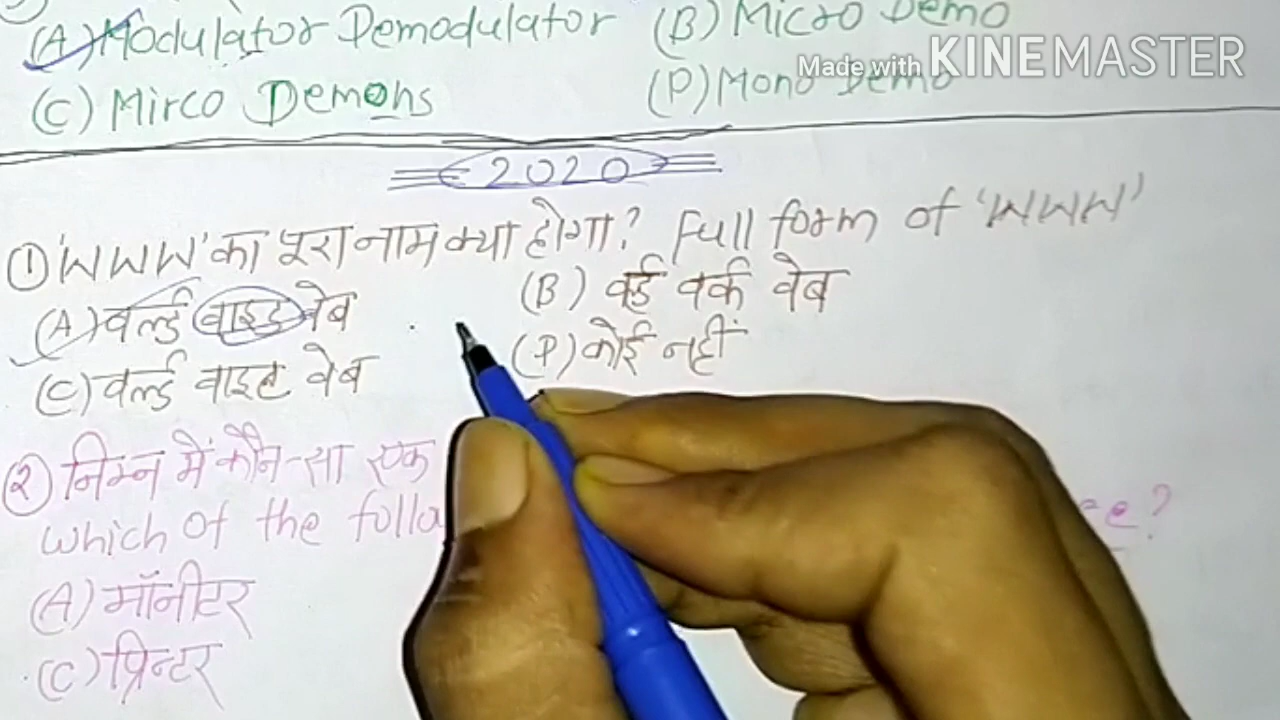 (A) Modulator Demodulator (B) Micro Demo
Made with KINEMASTER
(C) Mirco Demons (P) Mono Demo
2020
① 'WWW' का पूरा नाम क्या होगा? Full form of 'WWW'
(A) वर्ल्ड वाइड वेब (B) वर्ड वर्क वेब
(C) वर्ल्ड वाइट वेब (P) कोई नहीं
② निम्न में कौन-सा एक
which of the follo
(A) मॉनीटर
(C) प्रिन्टर